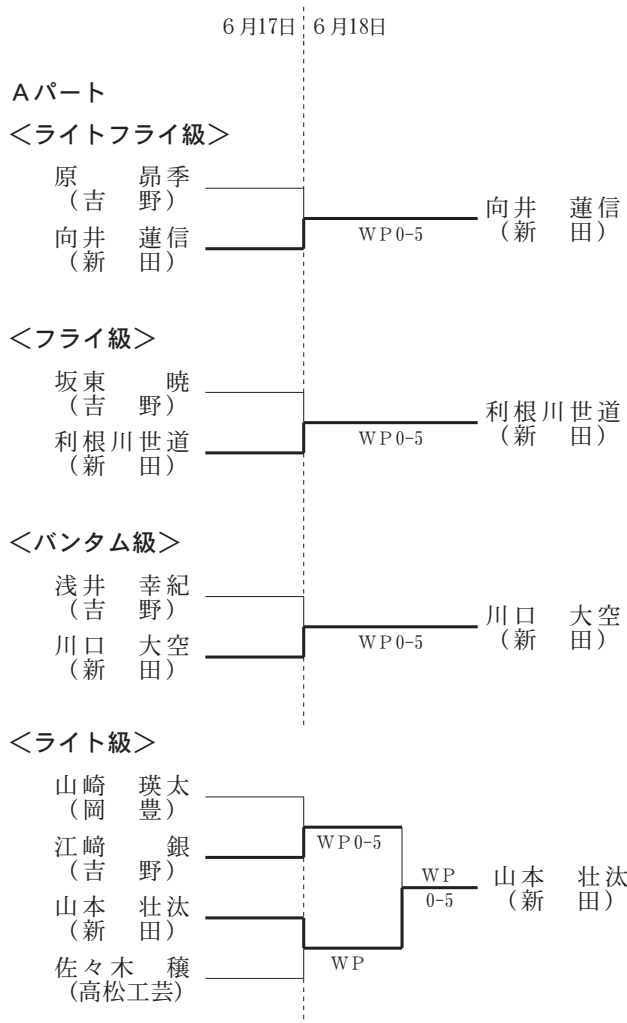 6月17日 6月18日
Aパート
＜ライトフライ級＞
原 昴季
（吉 野）
向井 蓮信
（新 田）
WP0-5
向井 蓮信
（新 田）
＜フライ級＞
坂東 暁
（吉 野）
利根川世道
（新 田）
WP0-5
利根川世道
（新 田）
＜バンタム級＞
浅井 幸紀
（吉 野）
川口 大空
（新 田）
WP0-5
川口 大空
（新 田）
＜ライト級＞
山崎 瑛太
（岡 豊）
江﨑 銀
（吉 野）
山本 壮汰
（新 田）
佐々木 穣
（高松工芸）
WP0-5
WP
WP
0-5
山本 壮汰
（新 田）